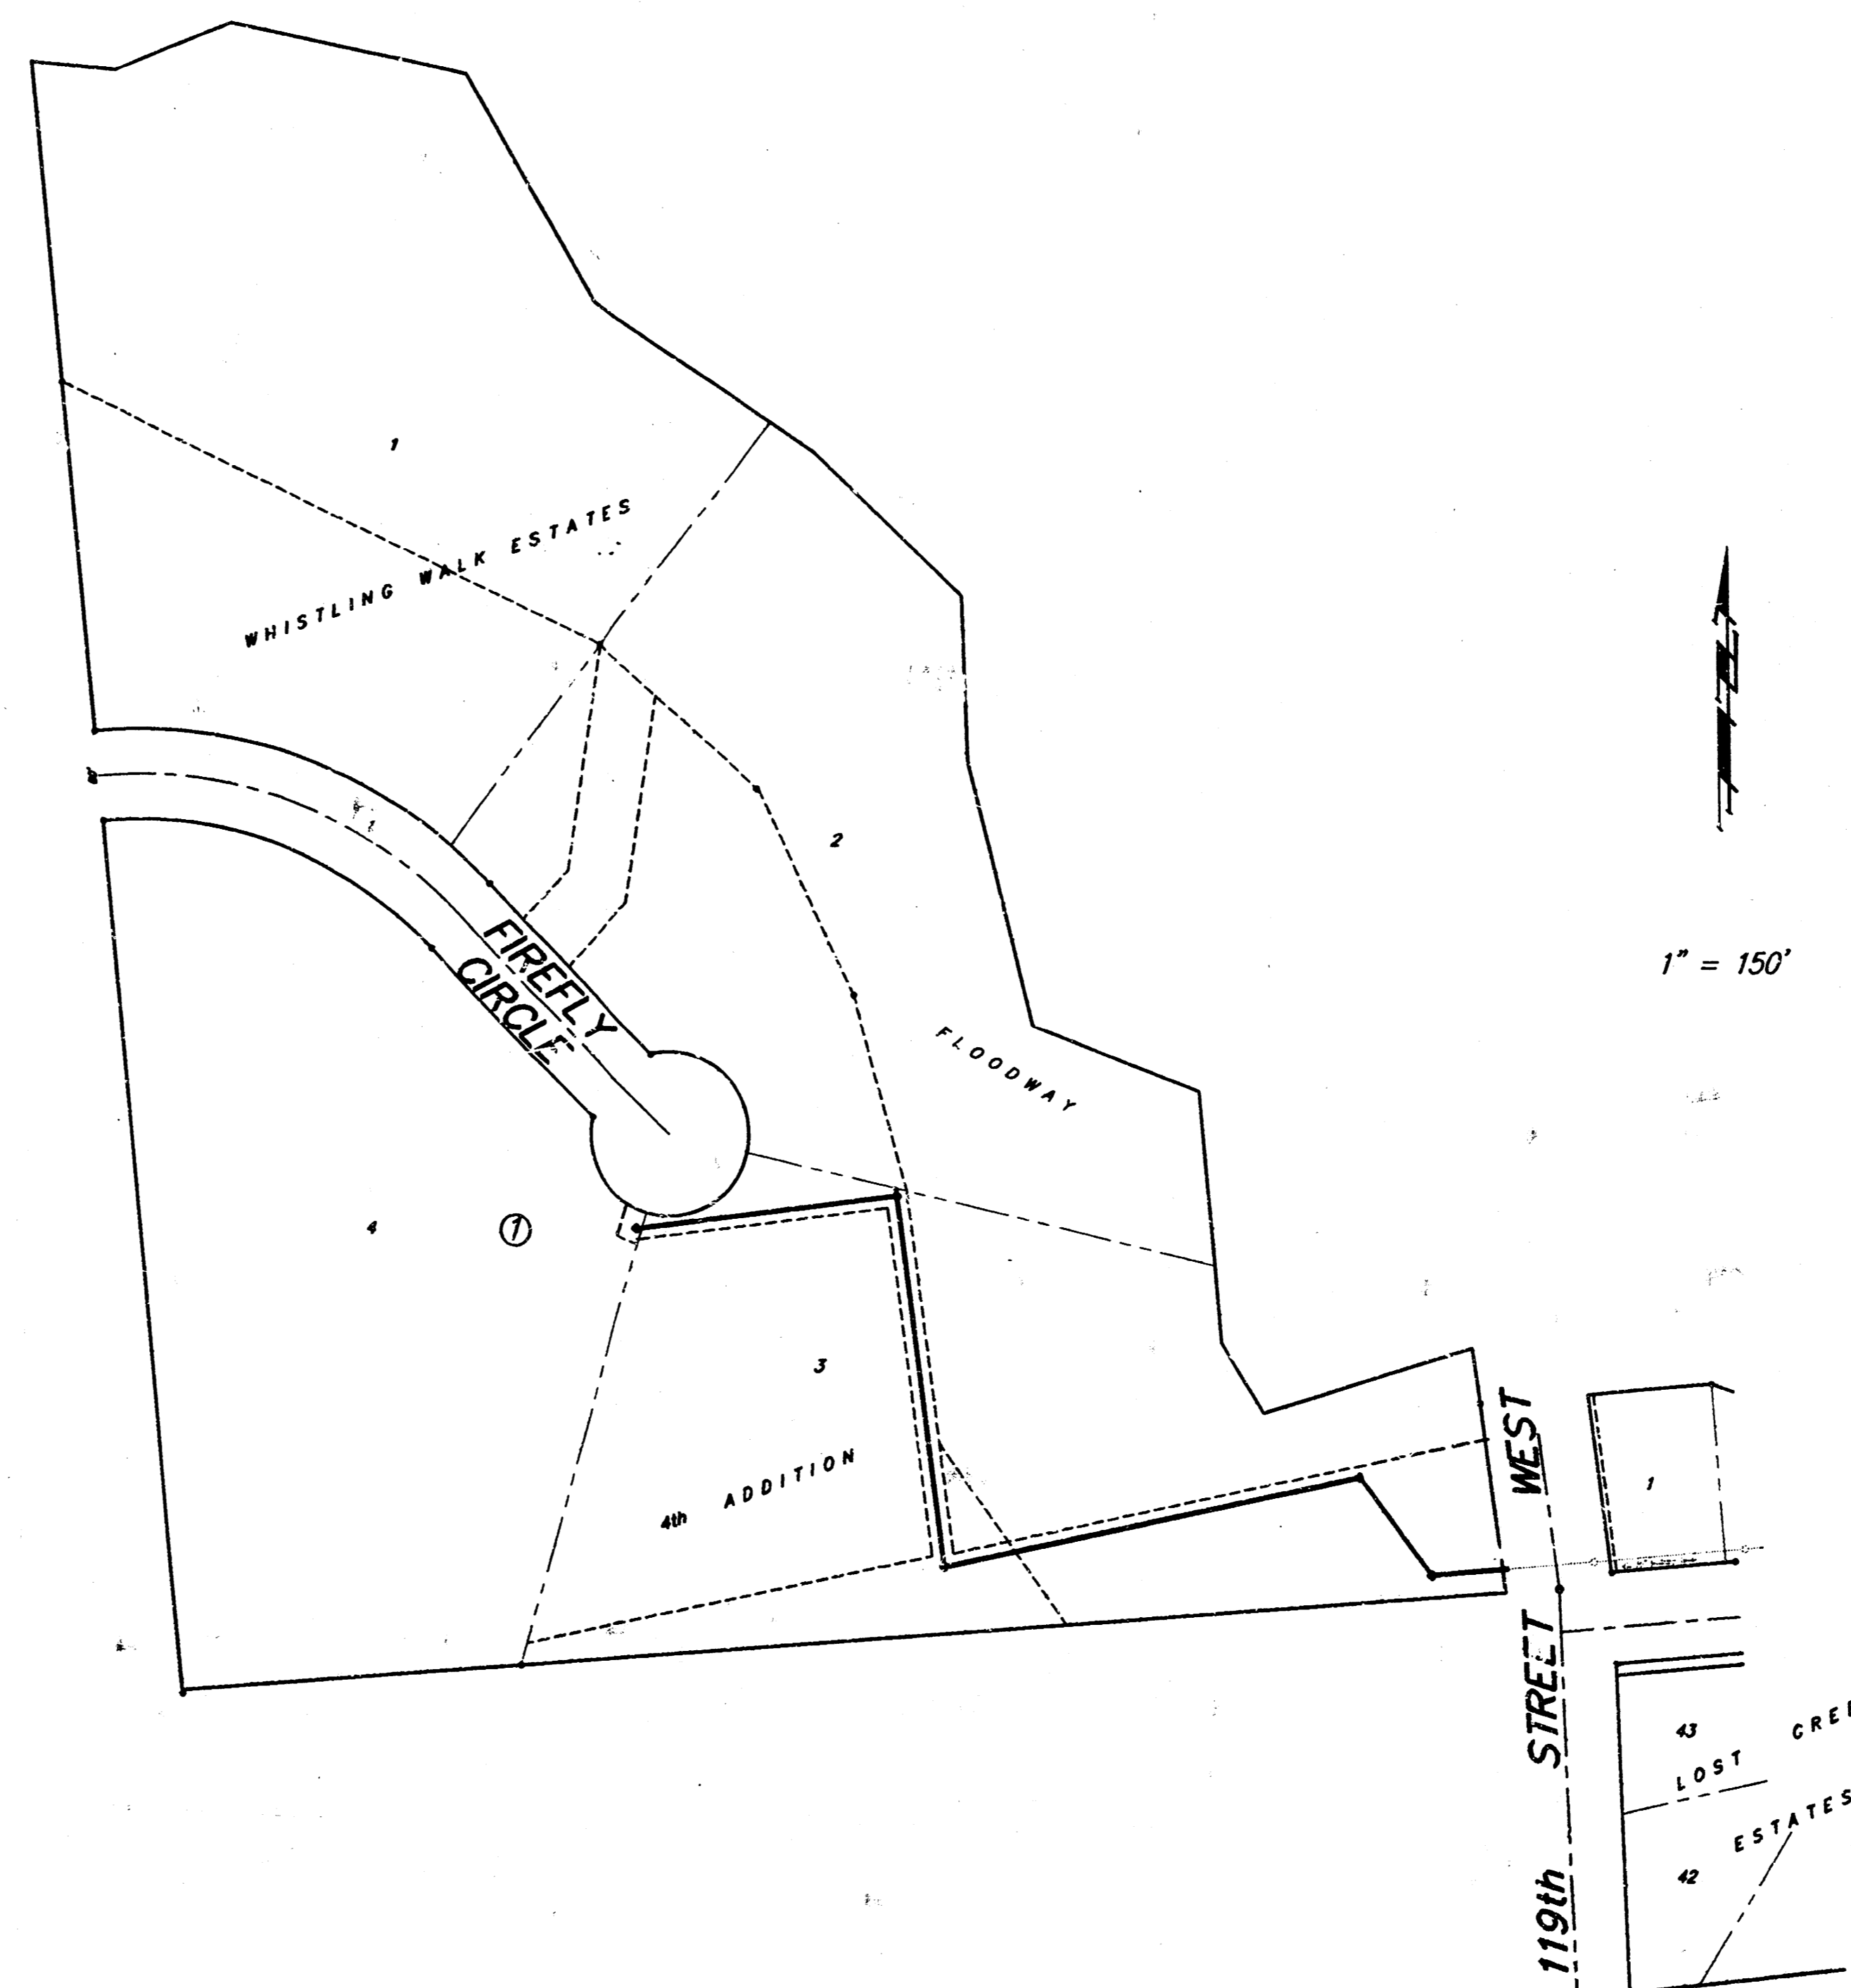 1
WHISTLING WALK ESTATES
2
FIREFLY
CIRCLE
1" = 150'
FLOODWAY
4
1
3
4th ADDITION
119th STREET WEST
1
43
LOST
ESTATES
42